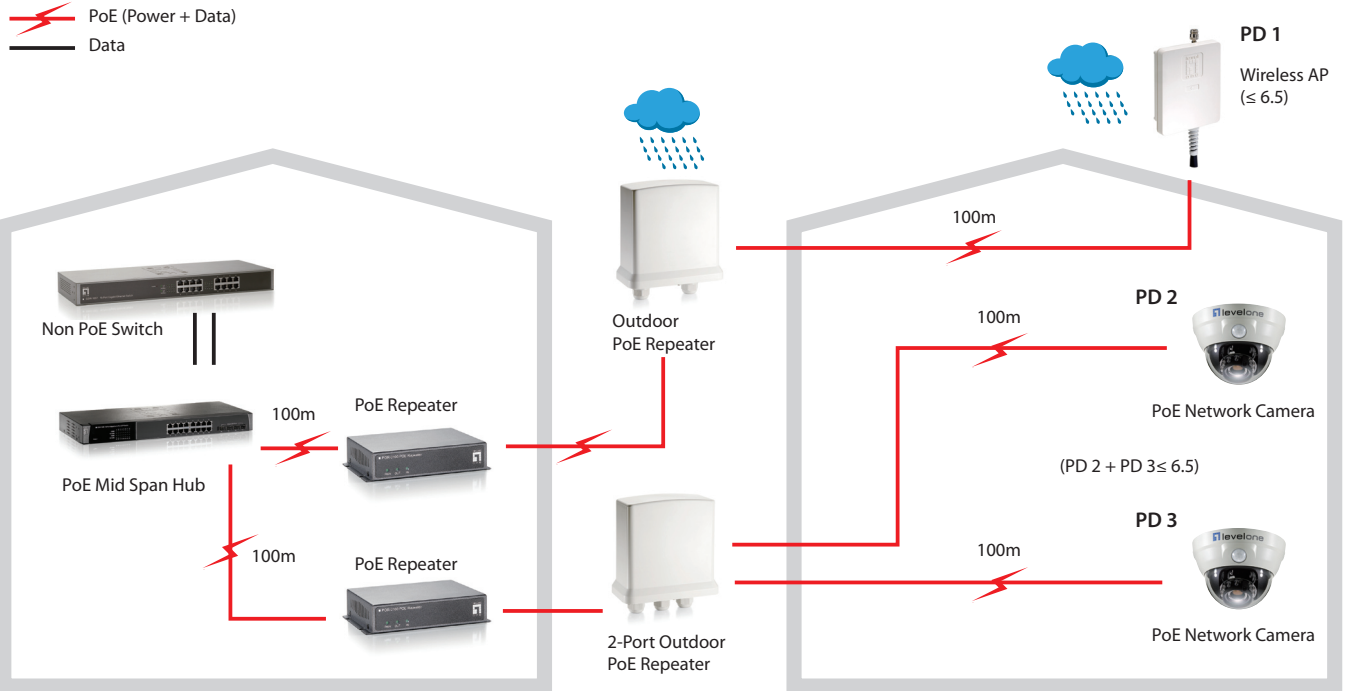 PoE (Power + Data)
Data
PD 1
Wireless AP
(≤ 6.5)
100m
Non PoE Switch
Outdoor
PoE Repeater
100m
PD 2
levelone
PoE Network Camera
100m
PoE Repeater
PoE Mid Span Hub
(PD 2 + PD 3≤ 6.5)
100m
PoE Repeater
2-Port Outdoor
PoE Repeater
100m
PD 3
levelone
PoE Network Camera